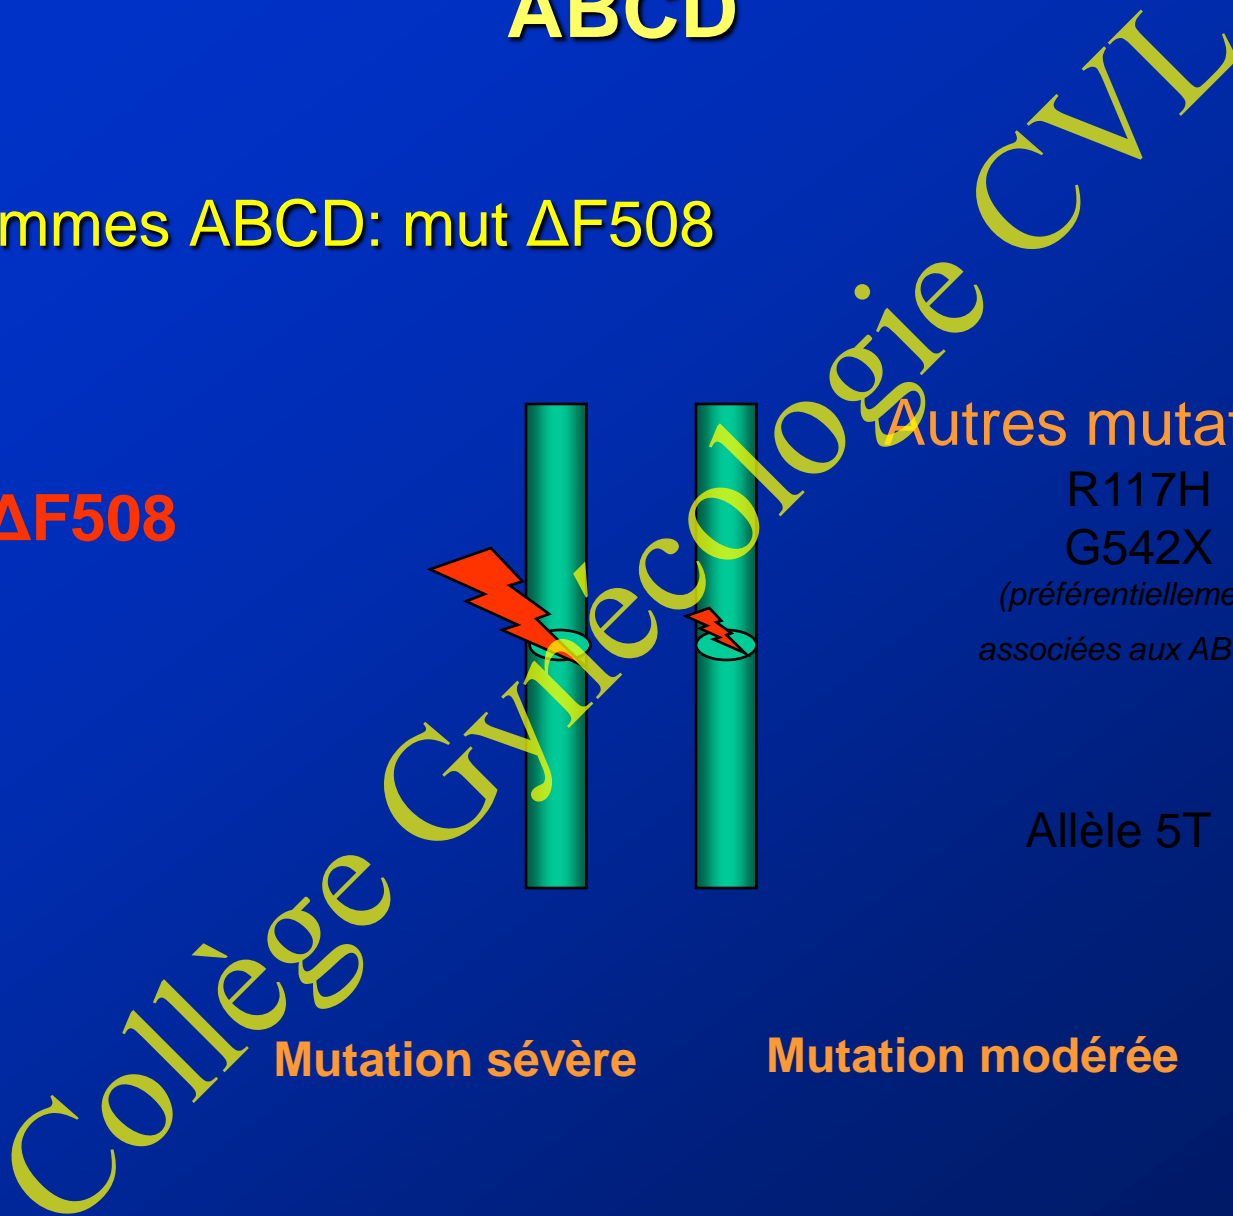 ABCD
mmes ABCD: mut ΔF508
Autres mutat
R117H
ΔF508
G542X
(préférentielleme
associées aux AB
Allèle 5T
Mutation sévère
Mutation modérée
Collège Gynécologie CVL